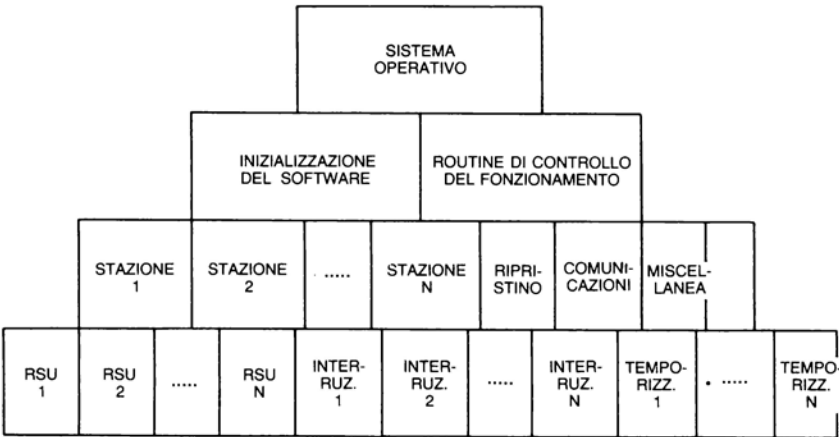 SISTEMA
OPERATIVO
INIZIALIZZAZIONE
DEL SOFTWARE
ROUTINE DI CONTROLLO
DEL FONZIONAMENTO
STAZIONE
1
STAZIONE
2
.....
STAZIONE
N
RIPRI-
STINO
COMUNI-
CAZIONI
MISCEL-
LANEA
RSU
1
RSU
2
.....
RSU
N
INTER-
RUZ.
1
INTER-
RUZ.
2
.....
INTER-
RUZ.
N
TEMPO-
RIZZ.
1
. .....
TEMPO-
RIZZ.
N